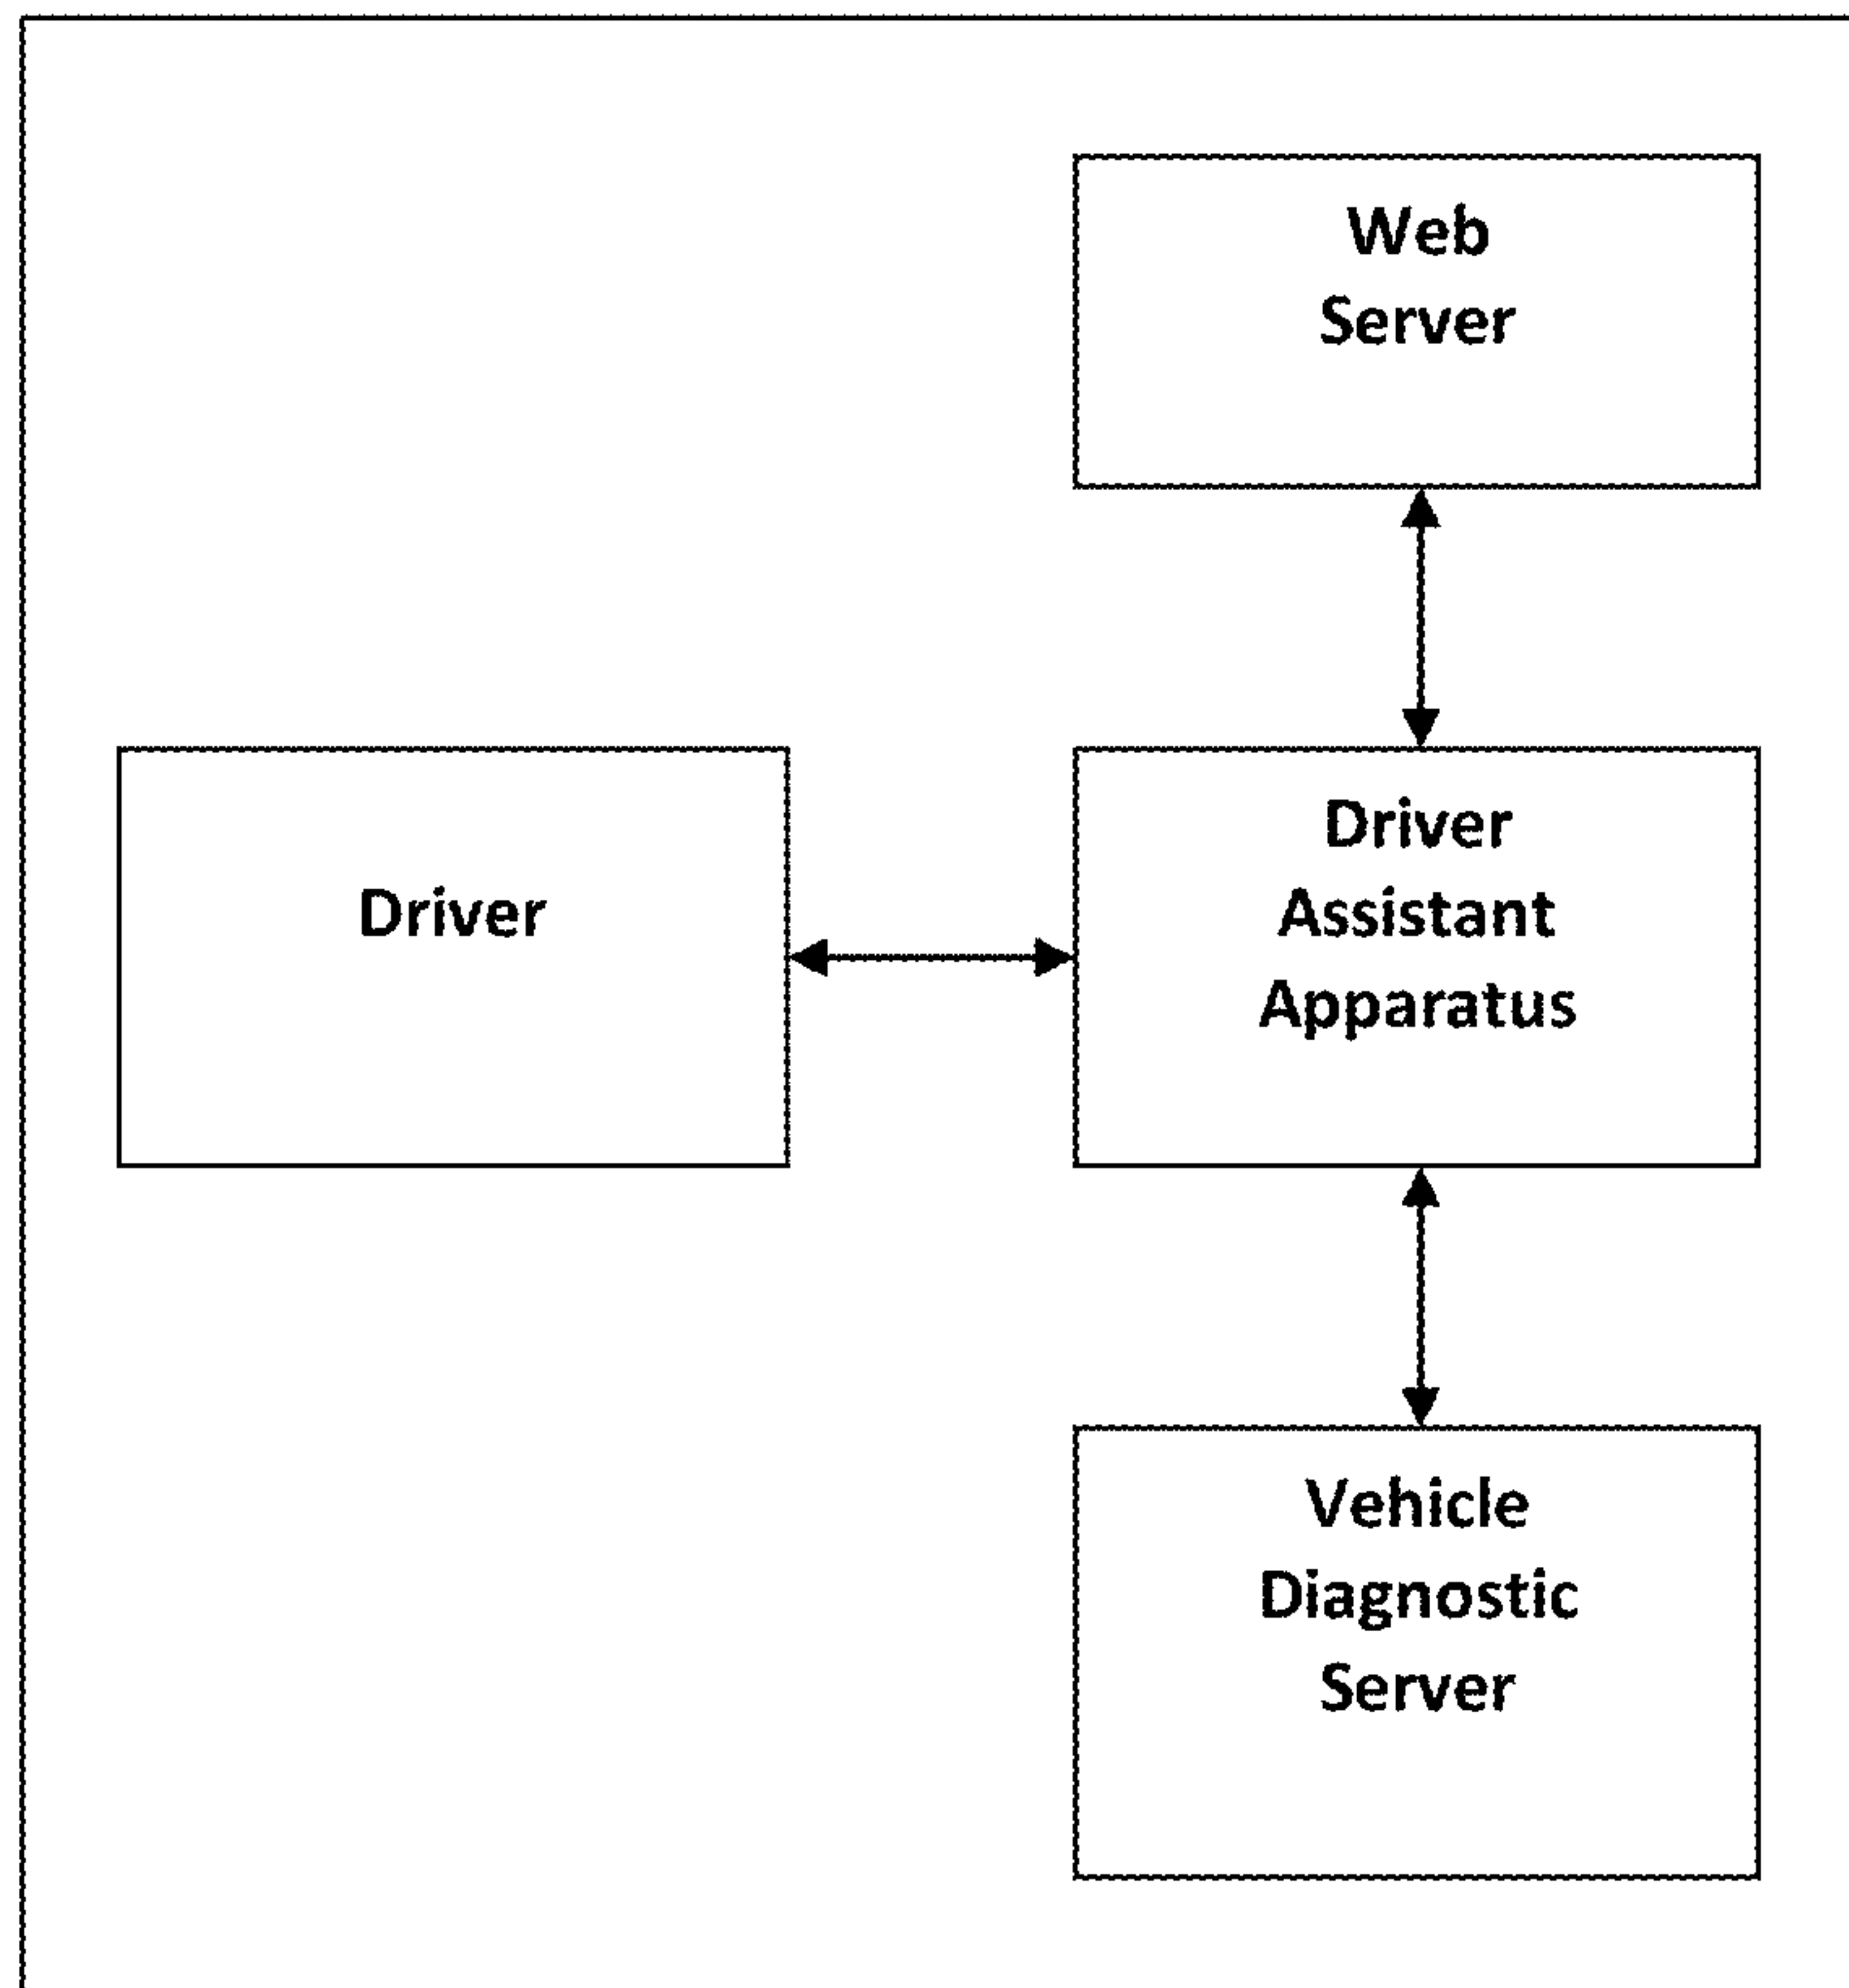 Web
Server
Driver
Driver
Assistant
Apparatus
Vehicle
Diagnostic
Server